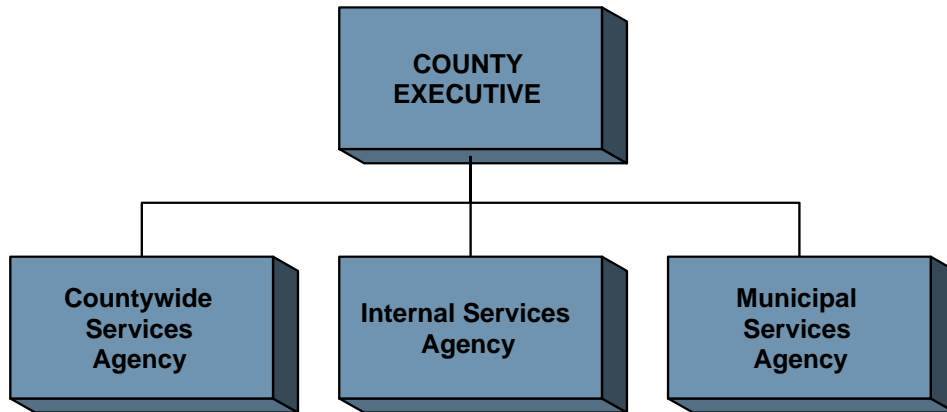 COUNTY
EXECUTIVE
Countywide
Services
Agency
Internal Services
Agency
Municipal
Services
Agency